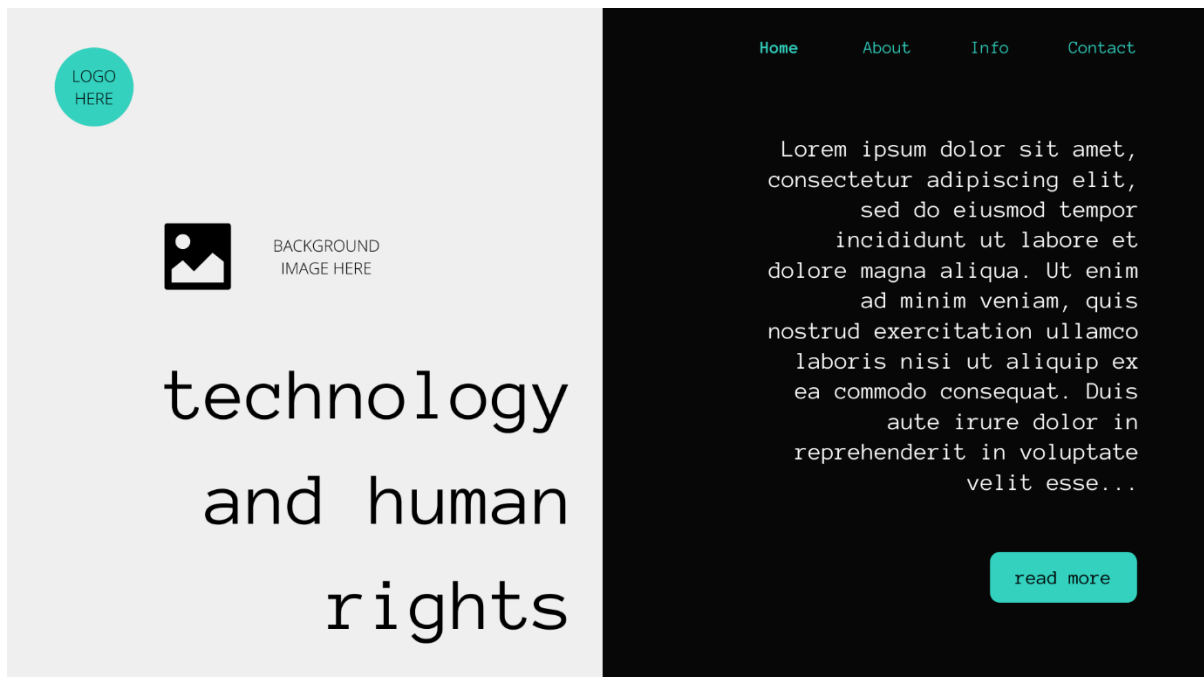 LOGO
HERE
BACKGROUND
IMAGE HERE
technology
and human
rights
Home About Info Contact
Lorem ipsum dolor sit amet,
consectetur adipiscing elit,
sed do eiusmod tempor
incididunt ut labore et
dolore magna aliqua. Ut enim
ad minim veniam, quis
nostrud exercitation ullamco
laboris nisi ut aliquip ex
ea commodo consequat. Duis
aute irure dolor in
reprehenderit in voluptate
velit esse...
read more